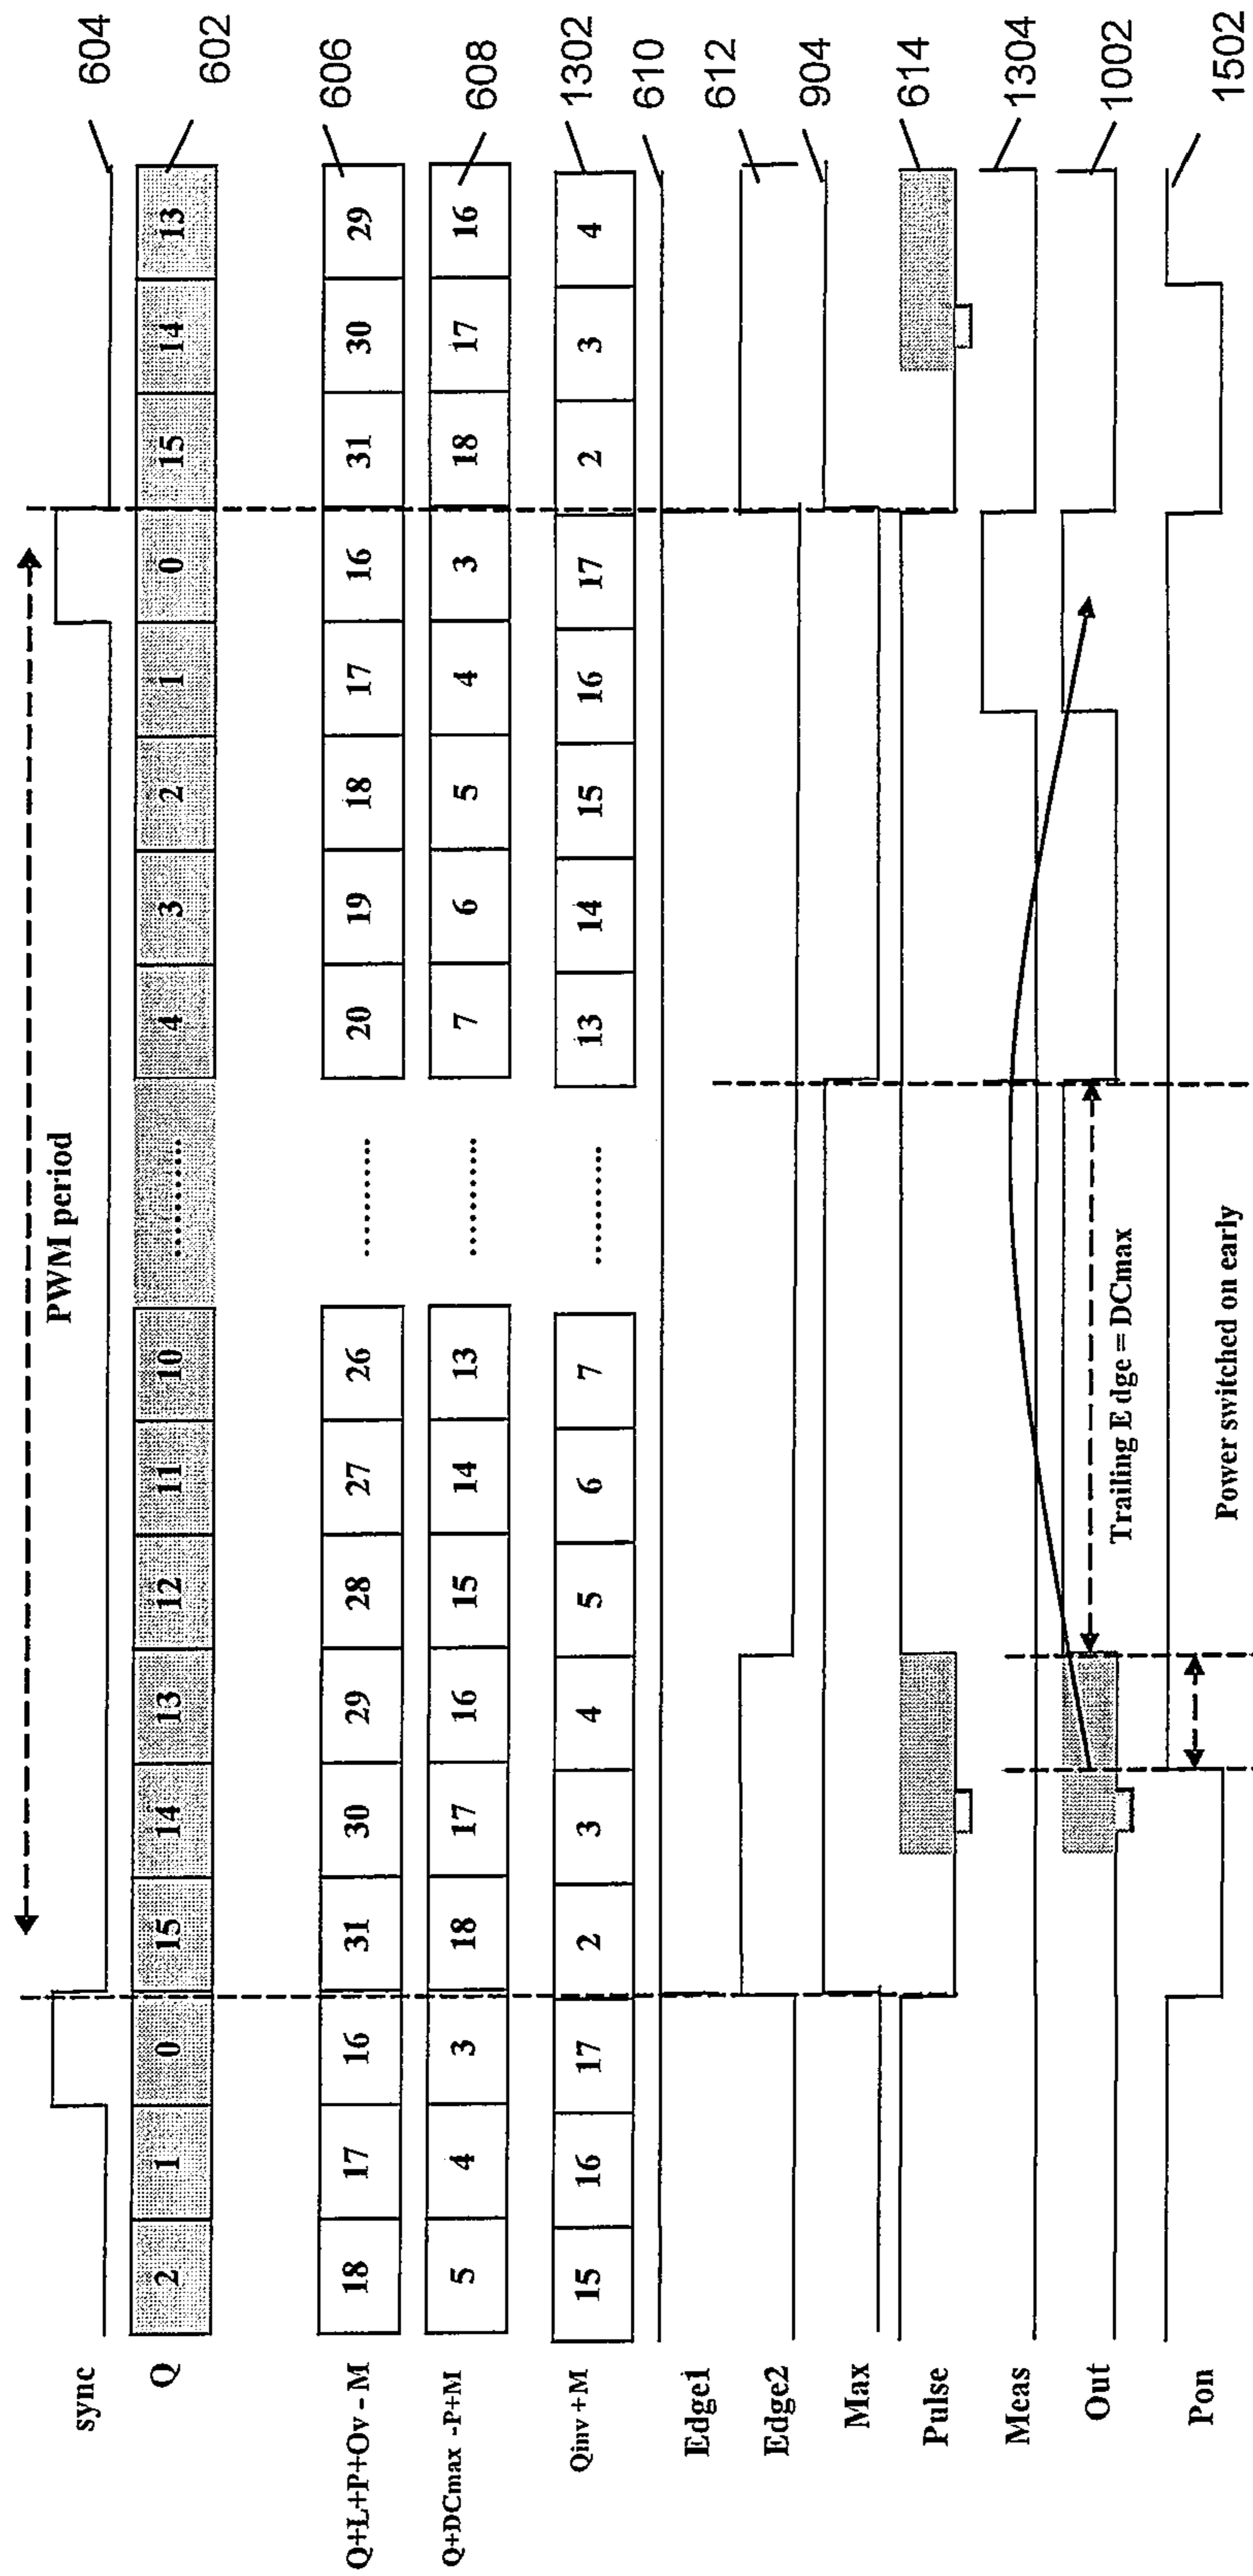 PWM period
sync 604
Q 2 1 0 15 14 13 12 11 10 .......... 4 3 2 1 0 15 14 13 602
Q+L+P+Ov - M 18 17 16 31 30 29 28 27 26 .......... 20 19 18 17 16 31 30 29 606
Q+DCmax -P+M 5 4 3 18 17 16 15 14 13 .......... 7 6 5 4 3 18 17 16 608
Qinv +M 15 16 17 2 3 4 5 6 7 .......... 13 14 15 16 17 2 3 4 1302
Edge1 610
Edge2 612
Max 904
Pulse 614
Meas 1304
Out 1002
Trailing E dge = DCmax
Pon 1502
Power switched on early